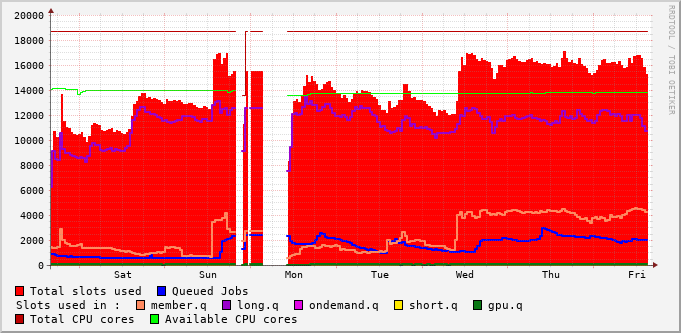 20000
18000
16000
14000
12000
10000
8000
6000
4000
2000
0
Sat Sun Mon Tue Wed Thu Fri
RRDTOOL / TOBI OETIKER
Total slots used Queued Jobs
Slots used in : member.q long.q ondemand.q short.q gpu.q
Total CPU cores Available CPU cores